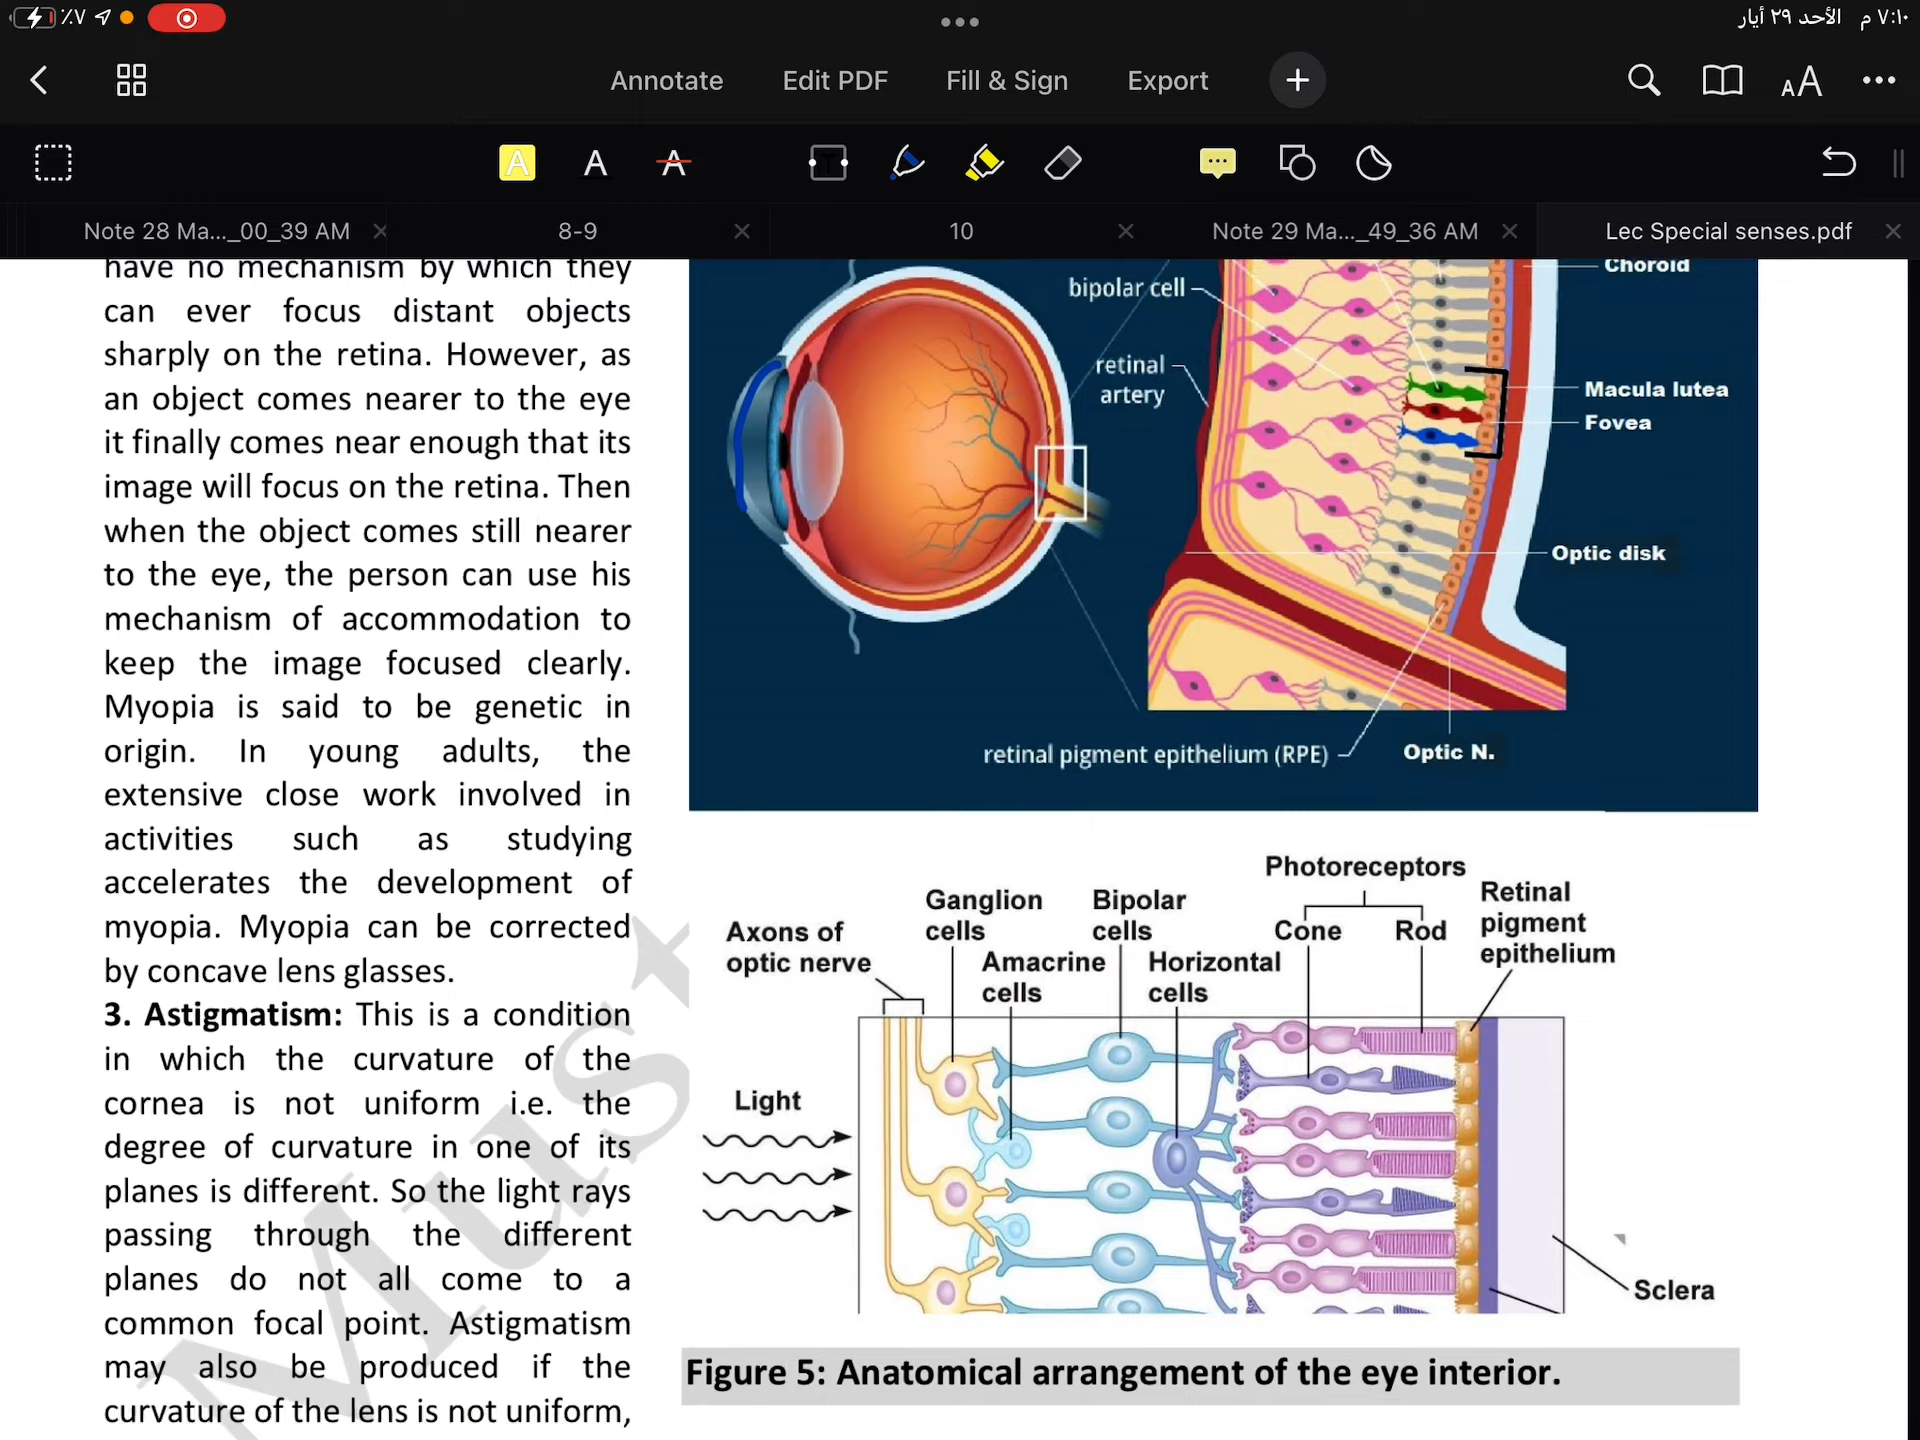 ٪٧
٧:١٠ م الأحد ٢٩ أيار
Annotate Edit PDF Fill & Sign Export
AA
A A A T
Note 28 Ma..._00_39 AM
8-9
10
Note 29 Ma..._49_36 AM
Lec Special senses.pdf
have no mechanism by which they
can ever focus distant objects
sharply on the retina. However, as
an object comes nearer to the eye
it finally comes near enough that its
image will focus on the retina. Then
when the object comes still nearer
to the eye, the person can use his
mechanism of accommodation to
keep the image focused clearly.
Myopia is said to be genetic in
origin. In young adults, the
extensive close work involved in
activities such as studying
accelerates the development of
myopia. Myopia can be corrected
by concave lens glasses.
3. Astigmatism: This is a condition
in which the curvature of the
cornea is not uniform i.e. the
degree of curvature in one of its
planes is different. So the light rays
passing through the different
planes do not all come to a
common focal point. Astigmatism
may also be produced if the
curvature of the lens is not uniform,
Must
bipolar cell
retinal
artery
Choroid
Macula lutea
Fovea
Optic disk
retinal pigment epithelium (RPE)
Optic N.
Photoreceptors
Axons of
optic nerve
Ganglion
cells
Amacrine
cells
Bipolar
cells
Horizontal
cells
Cone
Rod
Retinal
pigment
epithelium
Light
Sclera
Figure 5: Anatomical arrangement of the eye interior.